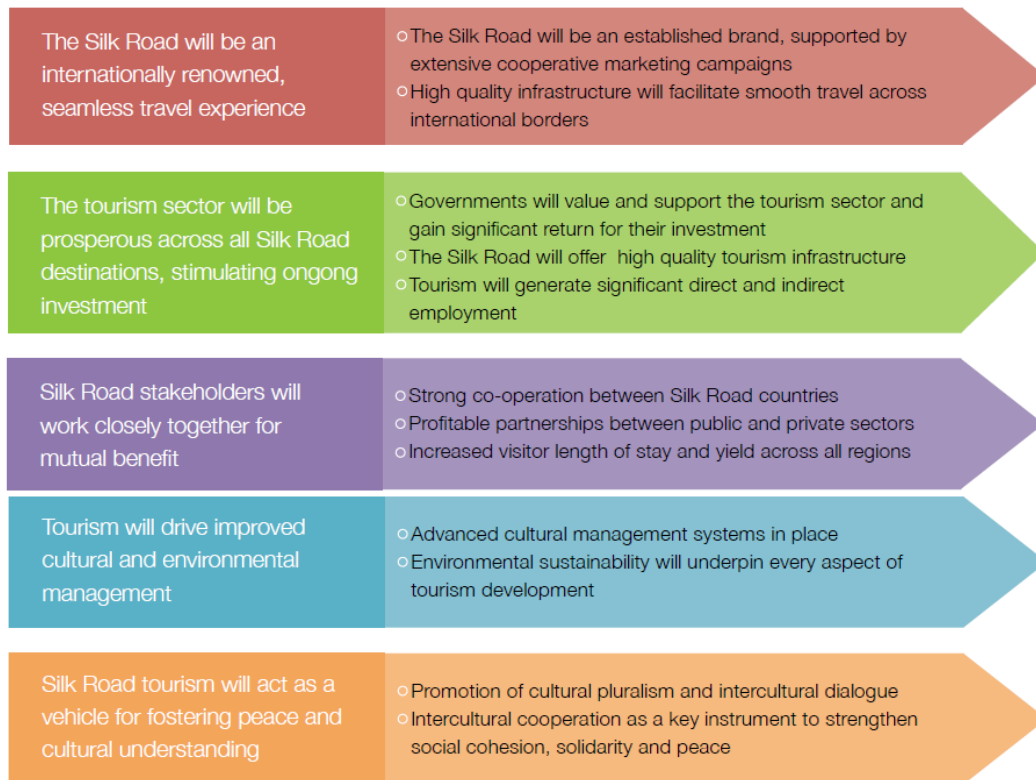 The Silk Road will be an
internationally renowned,
seamless travel experience
The Silk Road will be an established brand, supported by
extensive cooperative marketing campaigns
High quality infrastructure will facilitate smooth travel across
international borders
The tourism sector will be
prosperous across all Silk Road
destinations, stimulating ongong
investment
Governments will value and support the tourism sector and
gain significant return for their investment
The Silk Road will offer high quality tourism infrastructure
Tourism will generate significant direct and indirect
employment
Silk Road stakeholders will
work closely together for
mutual benefit
Strong co-operation between Silk Road countries
Profitable partnerships between public and private sectors
Increased visitor length of stay and yield across all regions
Tourism will drive improved
cultural and environmental
management
Advanced cultural management systems in place
Environmental sustainability will underpin every aspect of
tourism development
Silk Road tourism will act as a
vehicle for fostering peace and
cultural understanding
Promotion of cultural pluralism and intercultural dialogue
Intercultural cooperation as a key instrument to strengthen
social cohesion, solidarity and peace